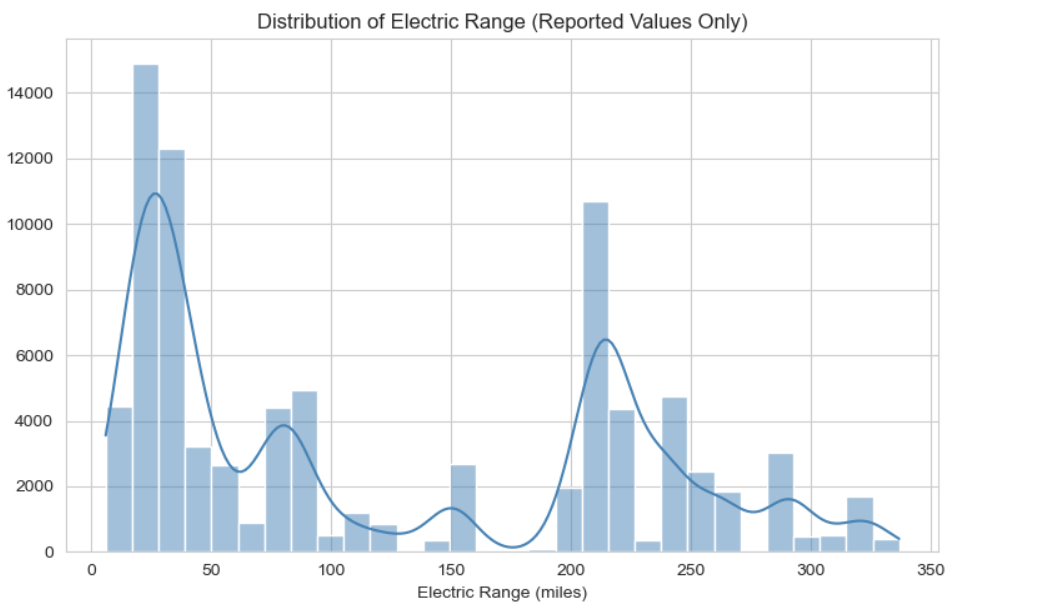 Distribution of Electric Range (Reported Values Only)
14000
12000
10000
8000
6000
4000
2000
0
0 50 100 150 200 250 300 350
Electric Range (miles)